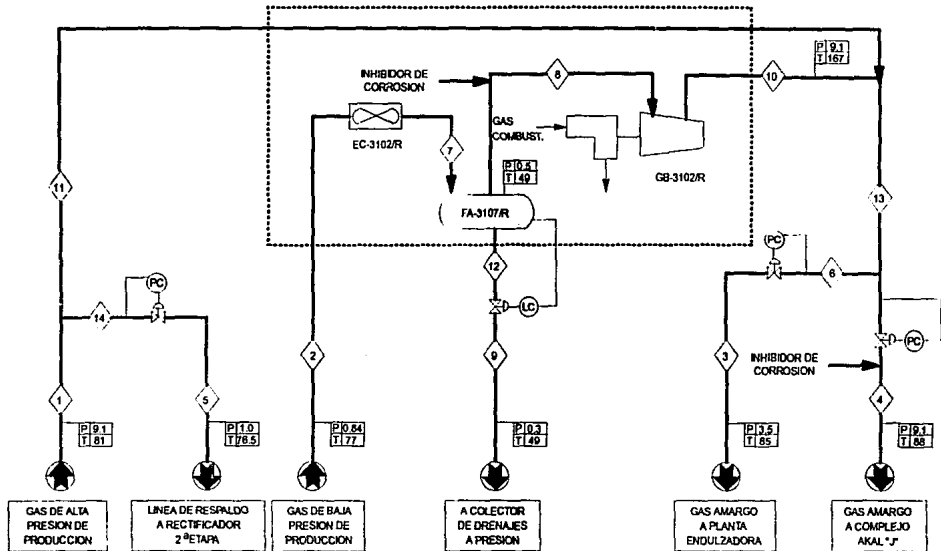 P 9.1
T 167
INHIBIDOR DE
CORROSION
8
10
GAS
COMBUST.
EC-3102/R
7
GB-3102/R
11
P 0.5
T 49
13
FA-3107/R
PC
12
6
PC
14
LC
2
9
3
PC
INHIBIDOR DE
CORROSION
1
5
4
P 9.1
T 81
P 1.0
T 76.5
P 0.84
T 77
P 0.3
T 49
P 3.5
T 85
P 9.1
T 88
GAS DE ALTA
PRESION DE
PRODUCCION
LINEA DE RESPALDO
A RECTIFICADOR
2ª ETAPA
GAS DE BAJA
PRESION DE
PRODUCCION
A COLECTOR
DE DRENAJES
A PRESION
GAS AMARGO
A PLANTA
ENDULZADORA
GAS AMARGO
A COMPLEJO
AKAL "J"